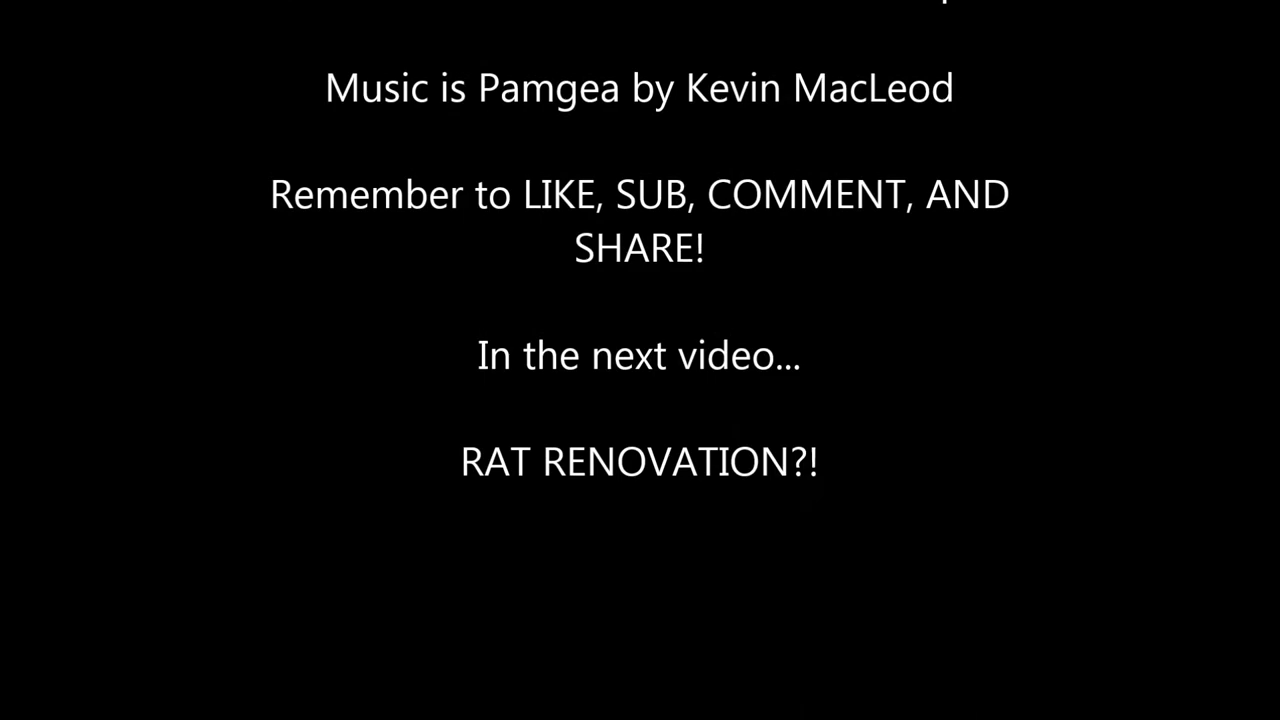 Music is Pamgea by Kevin MacLeod
Remember to LIKE, SUB, COMMENT, AND
SHARE!
In the next video...
RAT RENOVATION?!